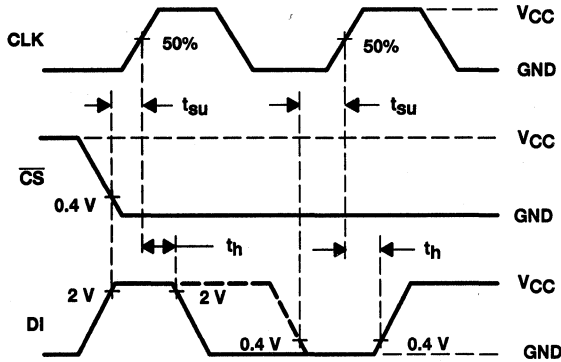 VCC
CLK
50%
50%
GND
tsu
tsu
VCC
CS
0.4 V
GND
th
th
VCC
2 V
2 V
DI
0.4 V
0.4 V
GND